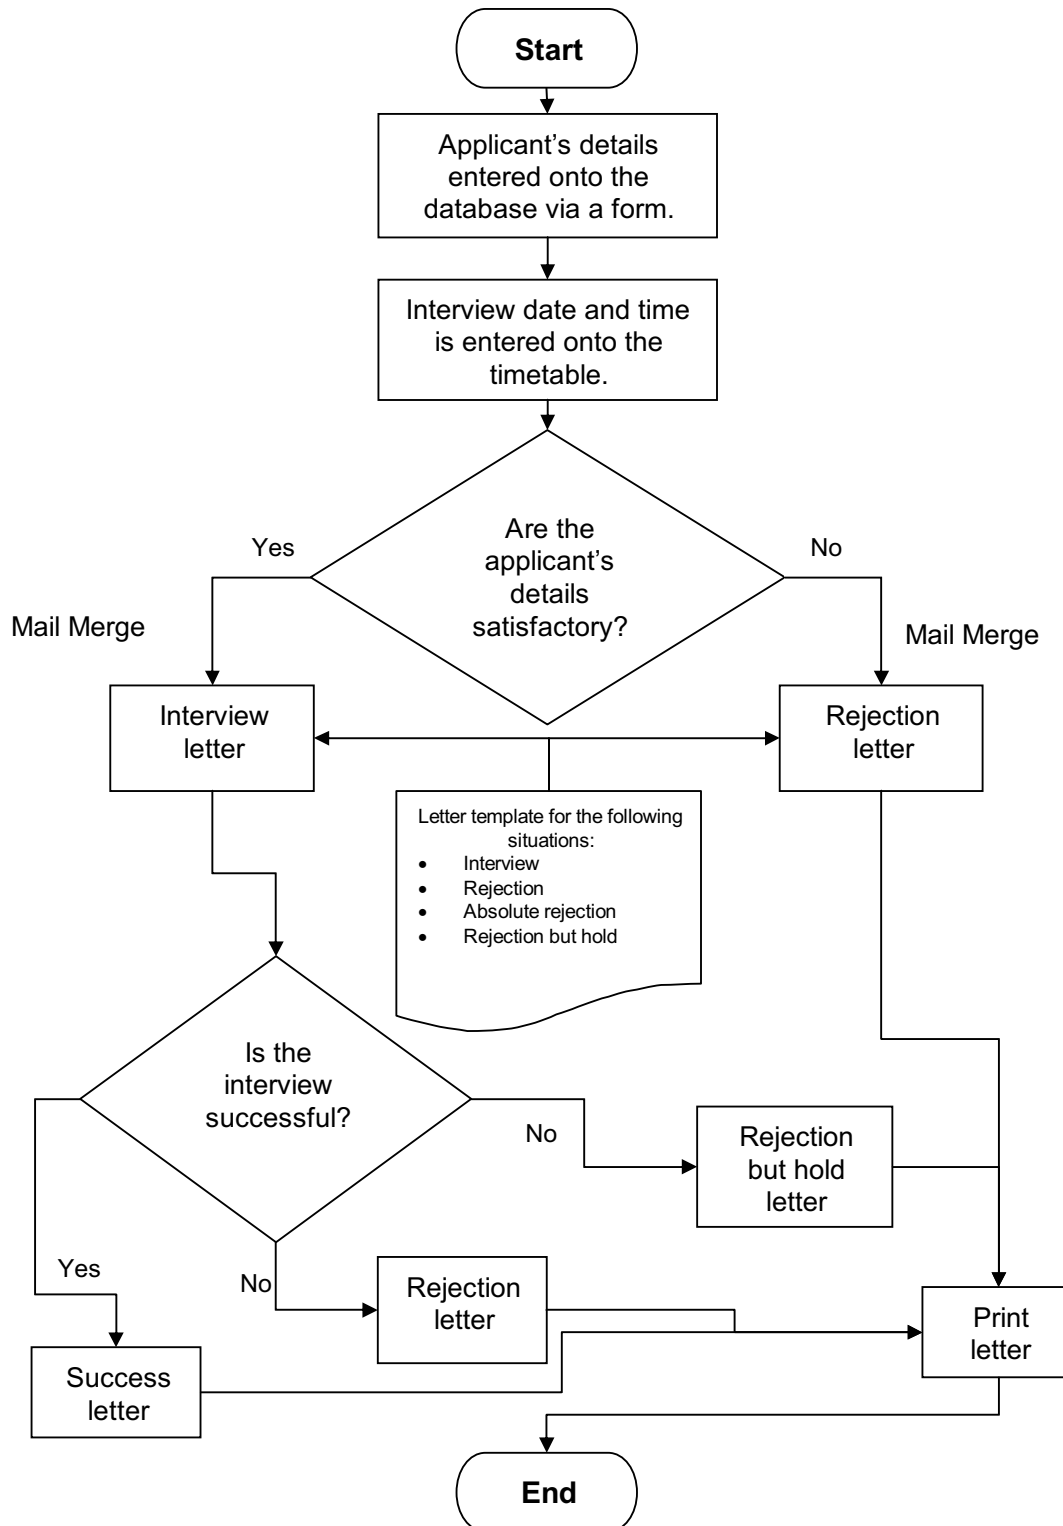 Start
Applicant’s details
entered onto the
database via a form.
Interview date and time
is entered onto the
timetable.
Are the
applicant’s
details
satisfactory?
Yes
No
Mail Merge
Mail Merge
Interview
letter
Rejection
letter
Letter template for the following
situations:
• Interview
• Rejection
• Absolute rejection
• Rejection but hold
Is the
interview
successful?
No
Rejection
but hold
letter
Yes
No
Rejection
letter
Print
letter
Success
letter
End